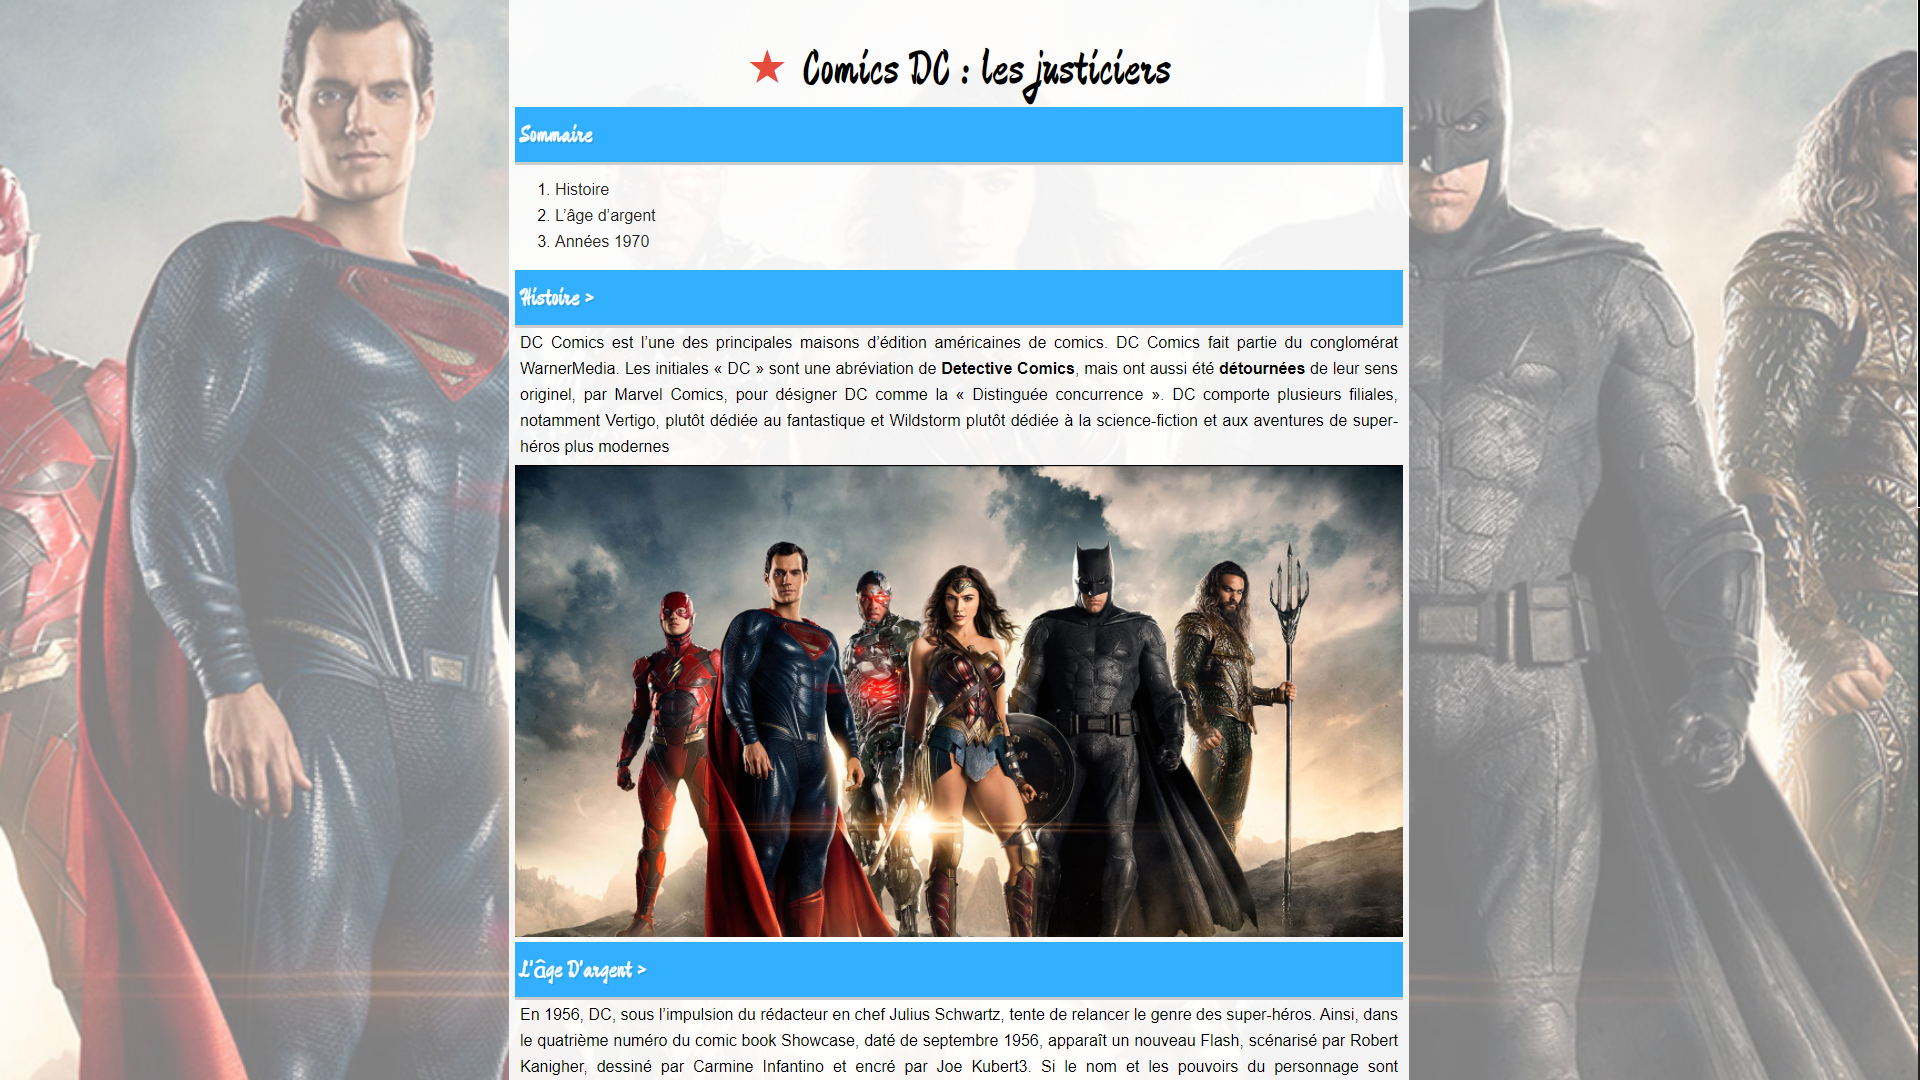 ★ Comics DC : les justiciers
Sommaire
1. Histoire
2. L’âge d’argent
3. Années 1970
Histoire >
DC Comics est l’une des principales maisons d’édition américaines de comics. DC Comics fait partie du conglomérat
WarnerMedia. Les initiales « DC » sont une abréviation de Detective Comics, mais ont aussi été détournées de leur sens
originel, par Marvel Comics, pour désigner DC comme la « Distinguée concurrence ». DC comporte plusieurs filiales,
notamment Vertigo, plutôt dédiée au fantastique et Wildstorm plutôt dédiée à la science-fiction et aux aventures de super-
héros plus modernes
L’âge D’argent >
En 1956, DC, sous l’impulsion du rédacteur en chef Julius Schwartz, tente de relancer le genre des super-héros. Ainsi, dans
le quatrième numéro du comic book Showcase, daté de septembre 1956, apparaît un nouveau Flash, scénarisé par Robert
Kanigher, dessiné par Carmine Infantino et encré par Joe Kubert3. Si le nom et les pouvoirs du personnage sont